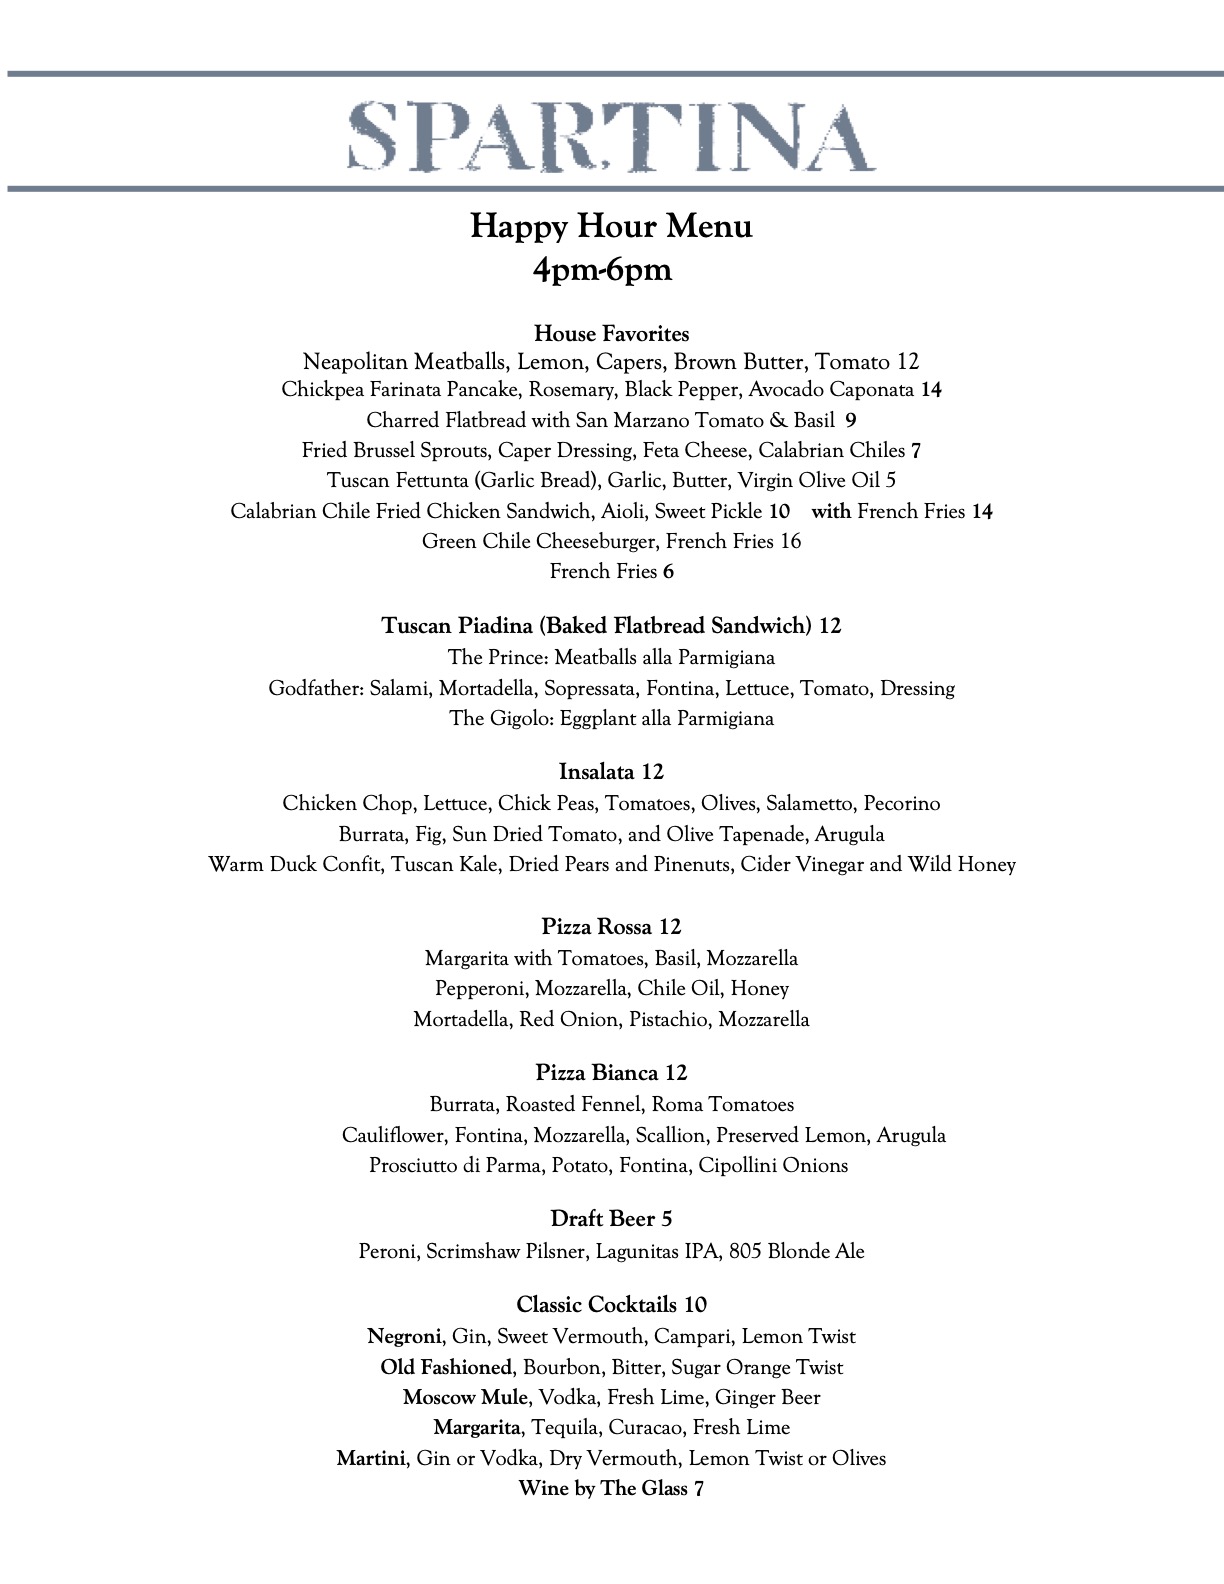 SPARTINA
Happy Hour Menu
4pm-6pm
House Favorites
Neapolitan Meatballs, Lemon, Capers, Brown Butter, Tomato 12
Chickpea Farinata Pancake, Rosemary, Black Pepper, Avocado Caponata 14
Charred Flatbread with San Marzano Tomato & Basil 9
Fried Brussel Sprouts, Caper Dressing, Feta Cheese, Calabrian Chiles 7
Tuscan Fettunta (Garlic Bread), Garlic, Butter, Virgin Olive Oil 5
Calabrian Chile Fried Chicken Sandwich, Aioli, Sweet Pickle 10 with French Fries 14
Green Chile Cheeseburger, French Fries 16
French Fries 6
Tuscan Piadina (Baked Flatbread Sandwich) 12
The Prince: Meatballs alla Parmigiana
Godfather: Salami, Mortadella, Sopressata, Fontina, Lettuce, Tomato, Dressing
The Gigolo: Eggplant alla Parmigiana
Insalata 12
Chicken Chop, Lettuce, Chick Peas, Tomatoes, Olives, Salametto, Pecorino
Burrata, Fig, Sun Dried Tomato, and Olive Tapenade, Arugula
Warm Duck Confit, Tuscan Kale, Dried Pears and Pinenuts, Cider Vinegar and Wild Honey
Pizza Rossa 12
Margarita with Tomatoes, Basil, Mozzarella
Pepperoni, Mozzarella, Chile Oil, Honey
Mortadella, Red Onion, Pistachio, Mozzarella
Pizza Bianca 12
Burrata, Roasted Fennel, Roma Tomatoes
Cauliflower, Fontina, Mozzarella, Scallion, Preserved Lemon, Arugula
Prosciutto di Parma, Potato, Fontina, Cipollini Onions
Draft Beer 5
Peroni, Scrimshaw Pilsner, Lagunitas IPA, 805 Blonde Ale
Classic Cocktails 10
Negroni, Gin, Sweet Vermouth, Campari, Lemon Twist
Old Fashioned, Bourbon, Bitter, Sugar Orange Twist
Moscow Mule, Vodka, Fresh Lime, Ginger Beer
Margarita, Tequila, Curacao, Fresh Lime
Martini, Gin or Vodka, Dry Vermouth, Lemon Twist or Olives
Wine by The Glass 7